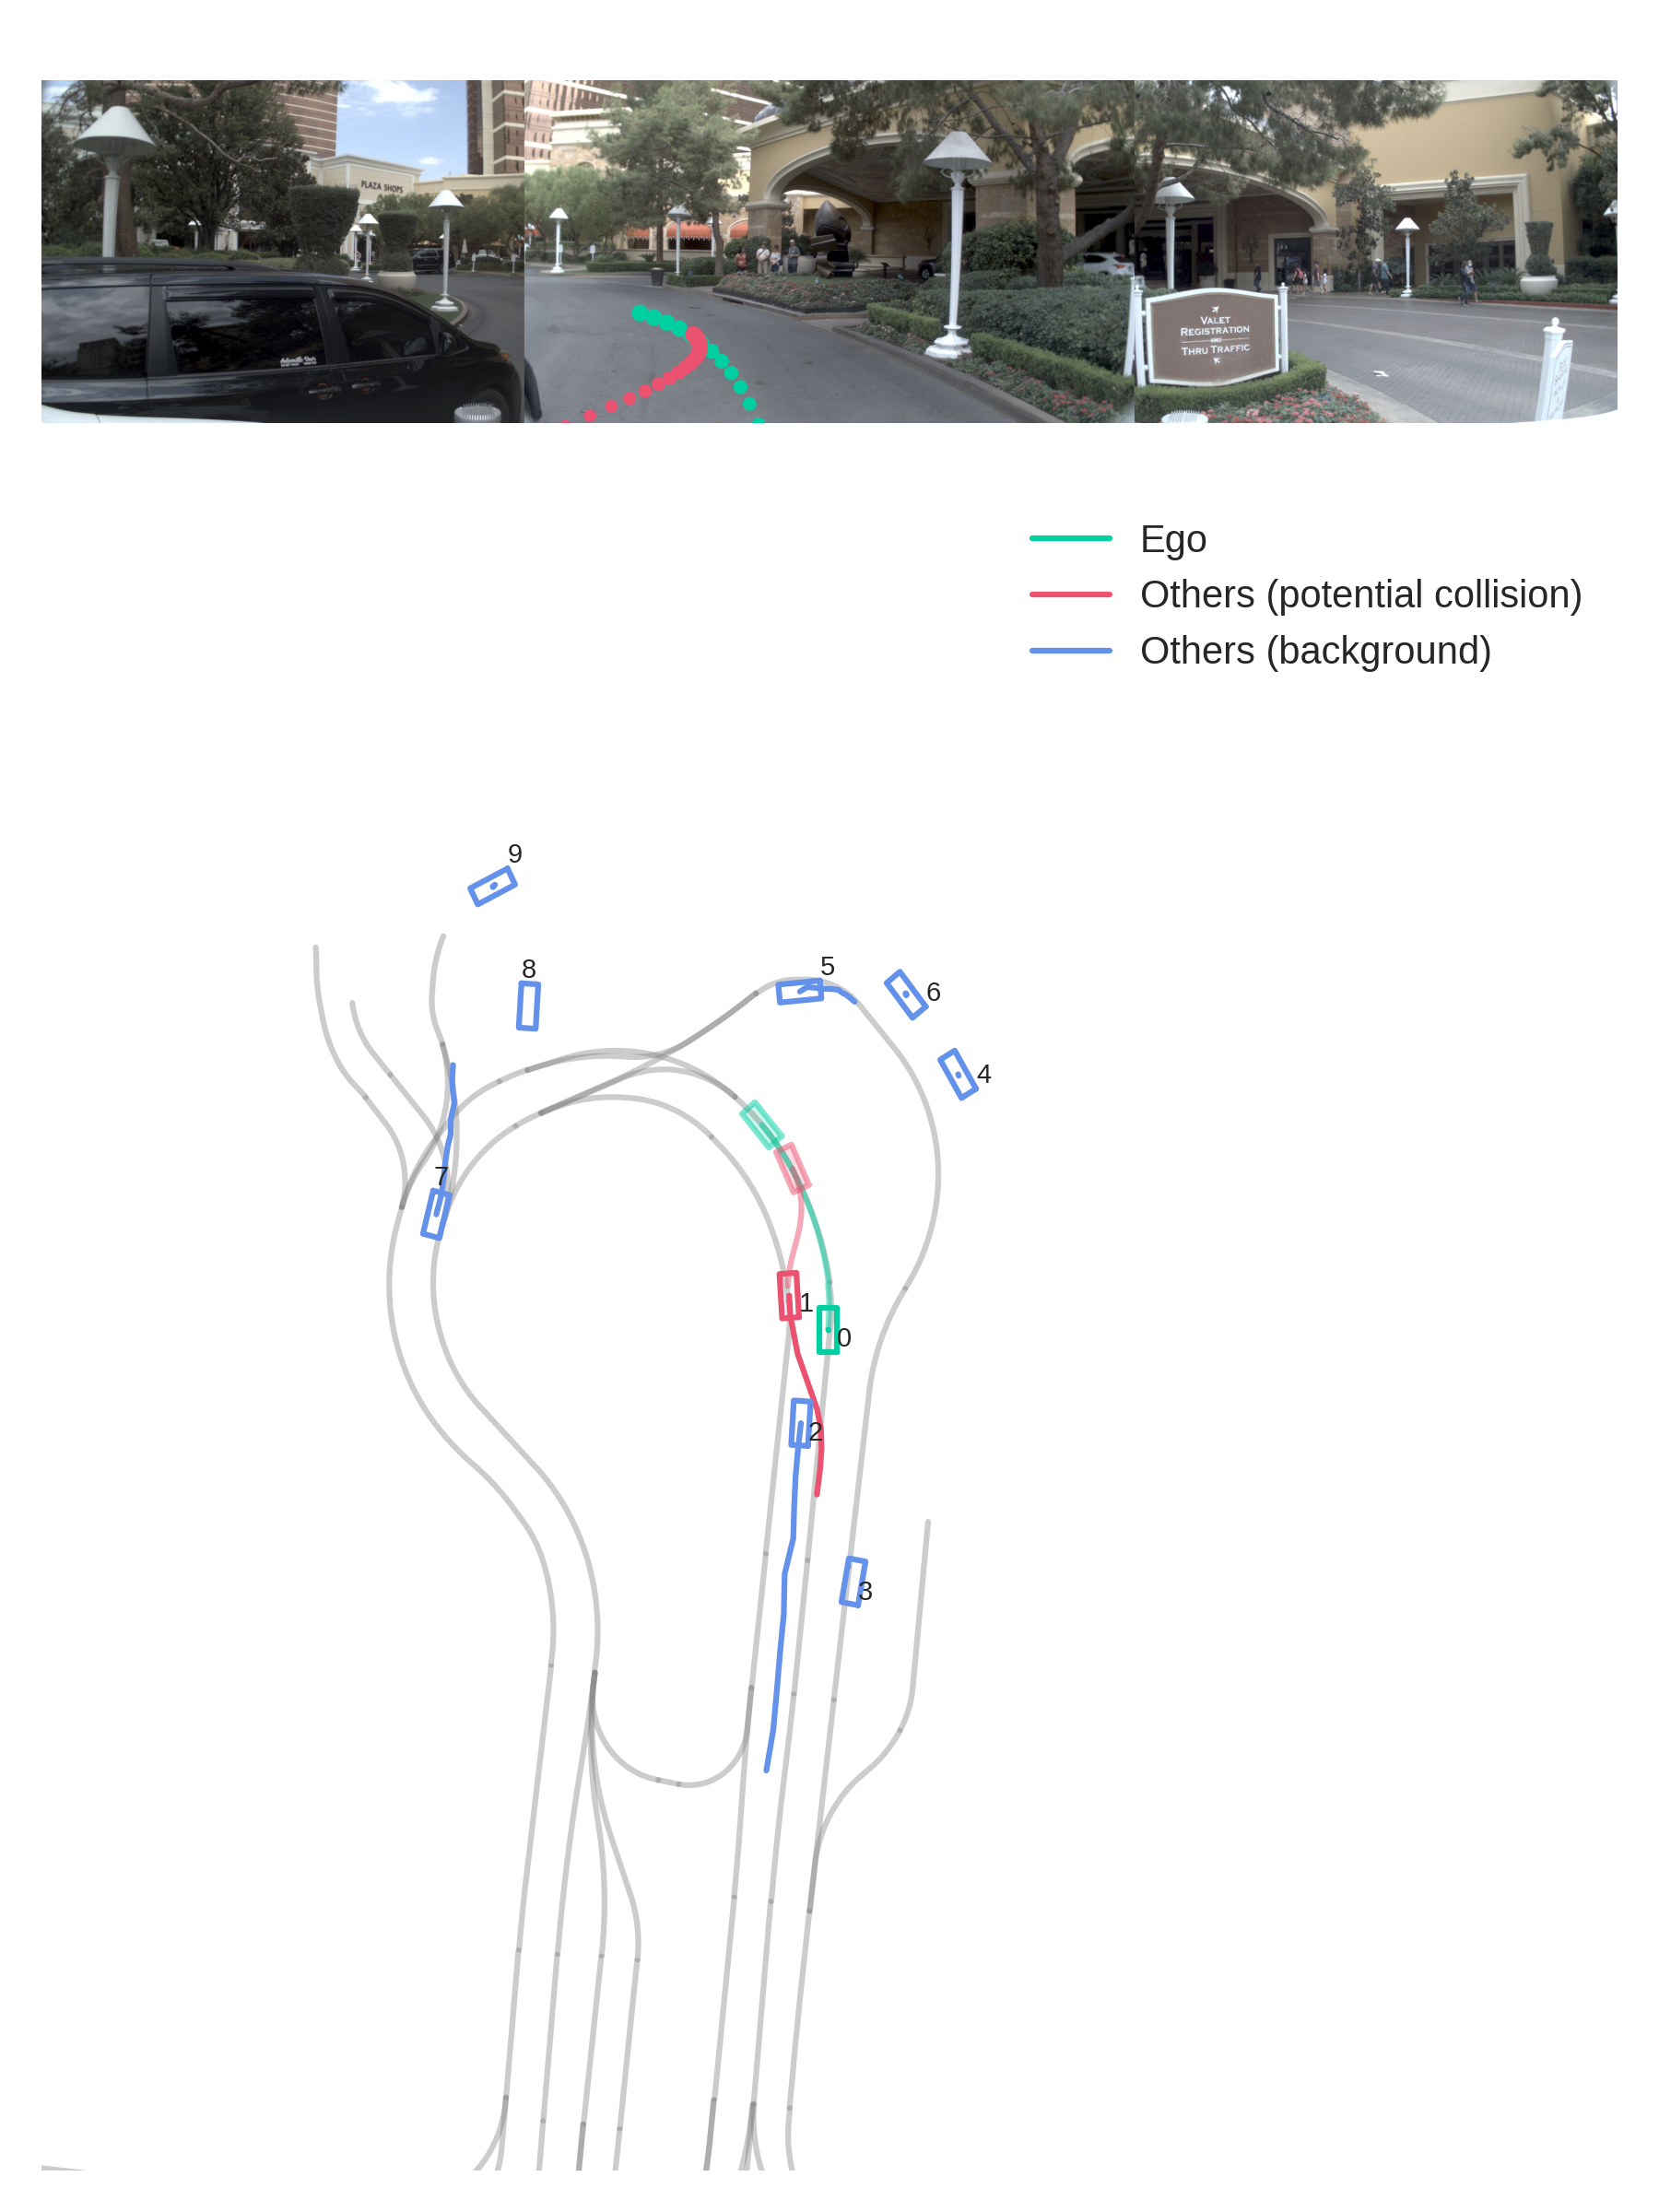 PLAZA SHOPS
VALET
REGISTRATION
THRU TRAFFIC
Ego
Others (potential collision)
Others (background)
9
8
5
6
4
7
1
0
2
3